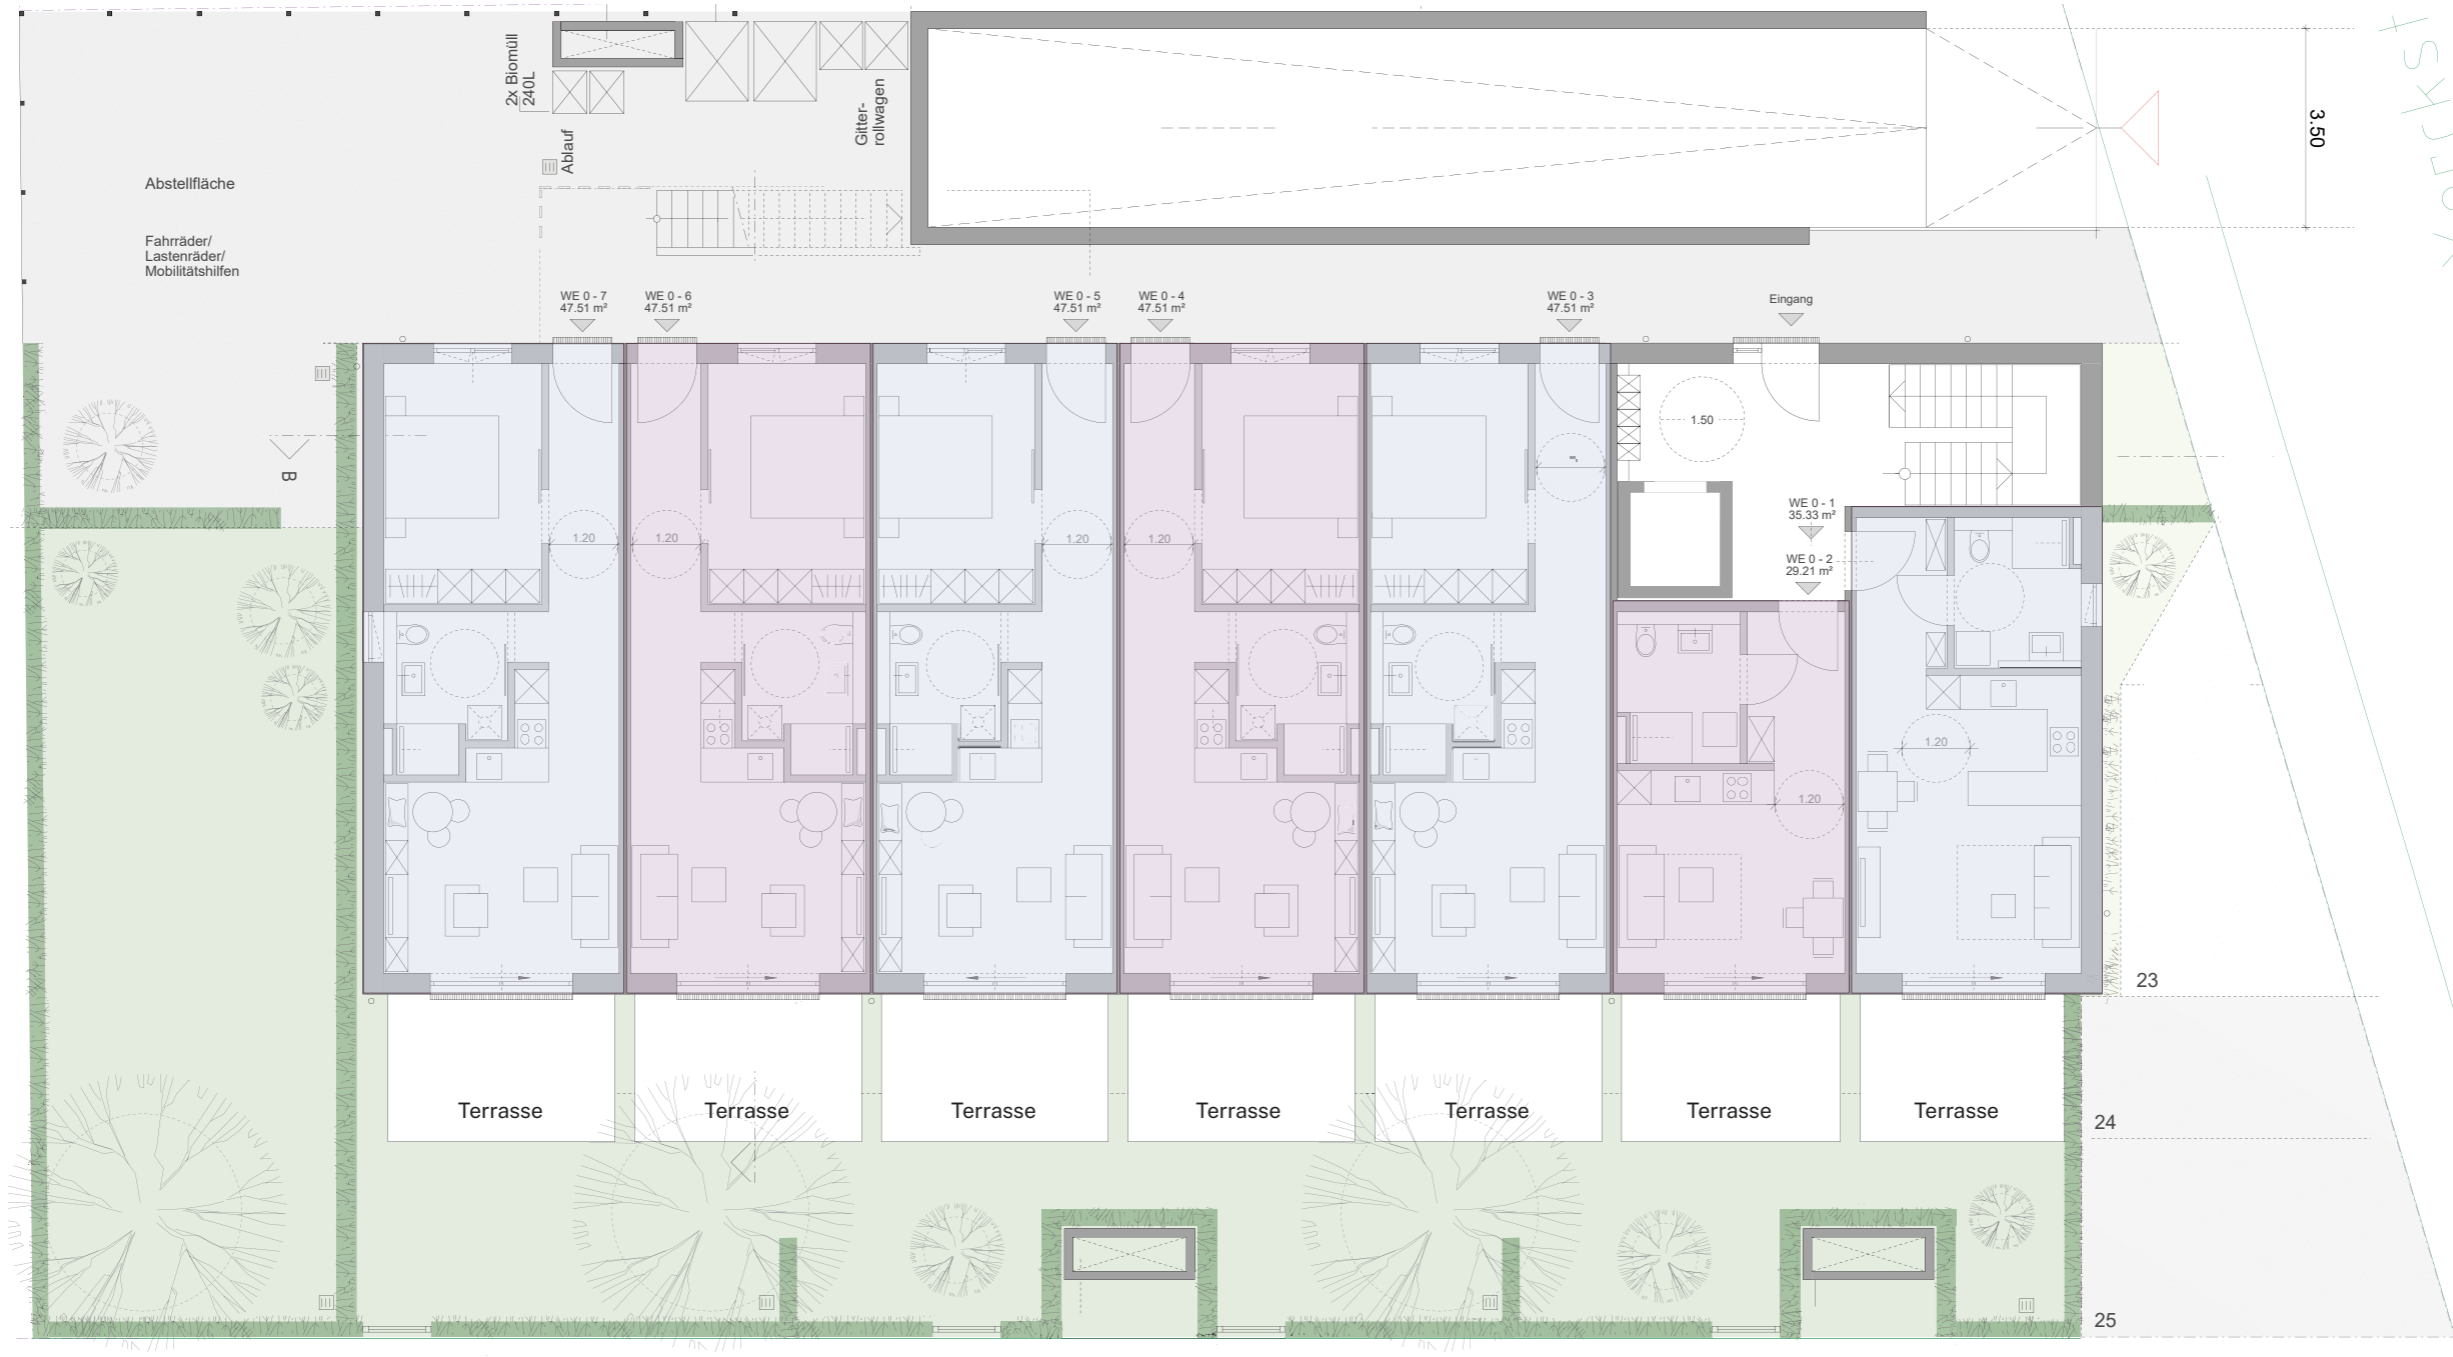 2x Biomüll
240L
Ablauf
Gitter-
rollwagen
3.50
Abstellfläche
Fahrräder/
Lastenräder/
Mobilitätshilfen
WE 0 - 7
47.51 m²
WE 0 - 6
47.51 m²
WE 0 - 5
47.51 m²
WE 0 - 4
47.51 m²
WE 0 - 3
47.51 m²
Eingang
1.50
B
WE 0 - 1
35.33 m²
WE 0 - 2
29.21 m²
1.20
1.20
1.20
1.20
1.20
1.20
23
Terrasse
Terrasse
Terrasse
Terrasse
Terrasse
Terrasse
Terrasse
24
25